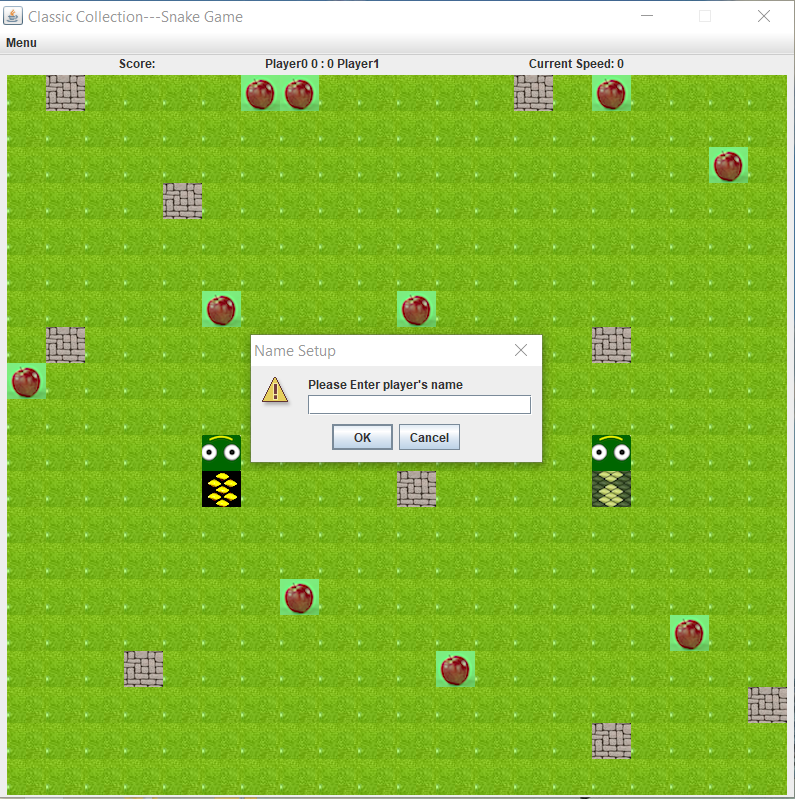 Classic Collection---Snake Game
Menu
Score: Player0 0 : 0 Player1 Current Speed: 0
Name Setup
Please Enter player's name
OK Cancel